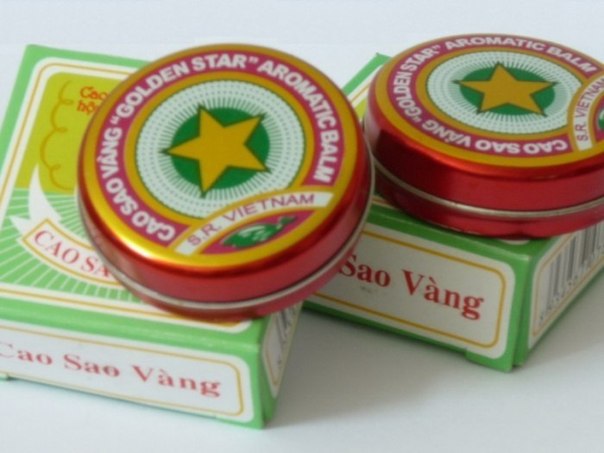 CAO SAO VÀNG "GOLDEN STAR" AROMATIC BALM
S.R. VIETNAM
CAO SAO VÀNG "GOLDEN STAR" AROMATIC BALM
S.R. VIETNAM
Cao
CAO SA
Cao Sao Vàng
Sao Vàng